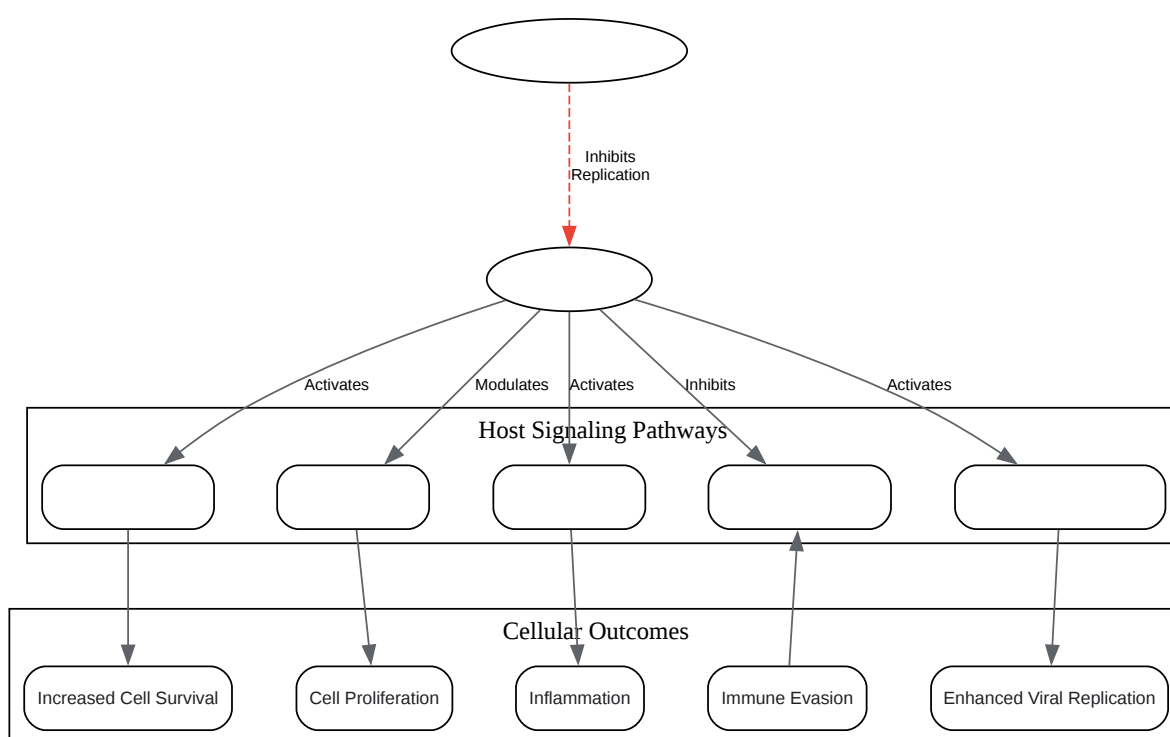 Inhibits
Replication
Activates
Modulates
Activates
Inhibits
Activates
Host Signaling Pathways
Cellular Outcomes
Increased Cell Survival
Cell Proliferation
Inflammation
Immune Evasion
Enhanced Viral Replication